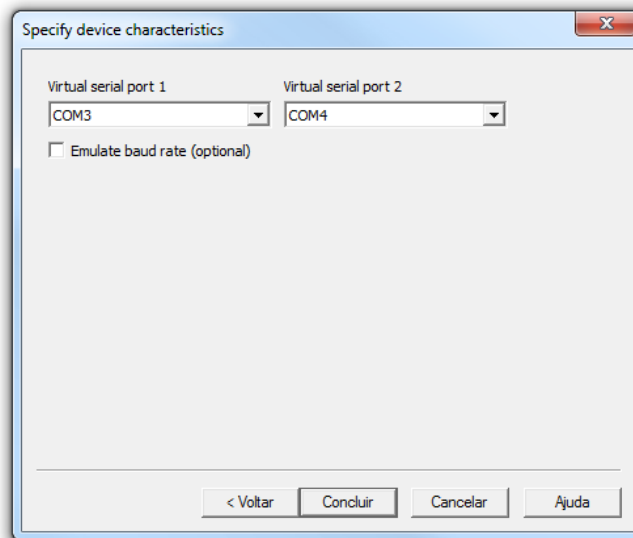 Specify device characteristics
Virtual serial port 1 Virtual serial port 2
COM3 COM4
Emulate baud rate (optional)
< Voltar Concluir Cancelar Ajuda